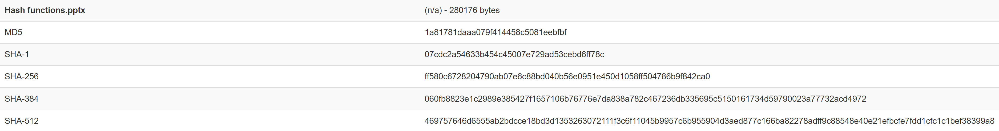 Hash functions.pptx (n/a) - 280176 bytes
MD5 1a81781daaa079f414458c5081eebfbf
SHA-1 07cdc2a54633b454c45007e729ad53cebd6ff78c
SHA-256 ff580c6728204790ab07e6c88bd040b56e0951e450d1058ff504786b9f842ca0
SHA-384 060fb8823e1c2989e385427f1657106b76776e7da838a782c467236db335695c5150161734d59790023a77732acd4972
SHA-512 469757646d6555ab2bdcce18bd3d1353263072111f3c6f11045b9957c6b955904d3aed877c166ba82278adff9c88548e40e21efbcfe7fdd1cfc1c1bef38399a8